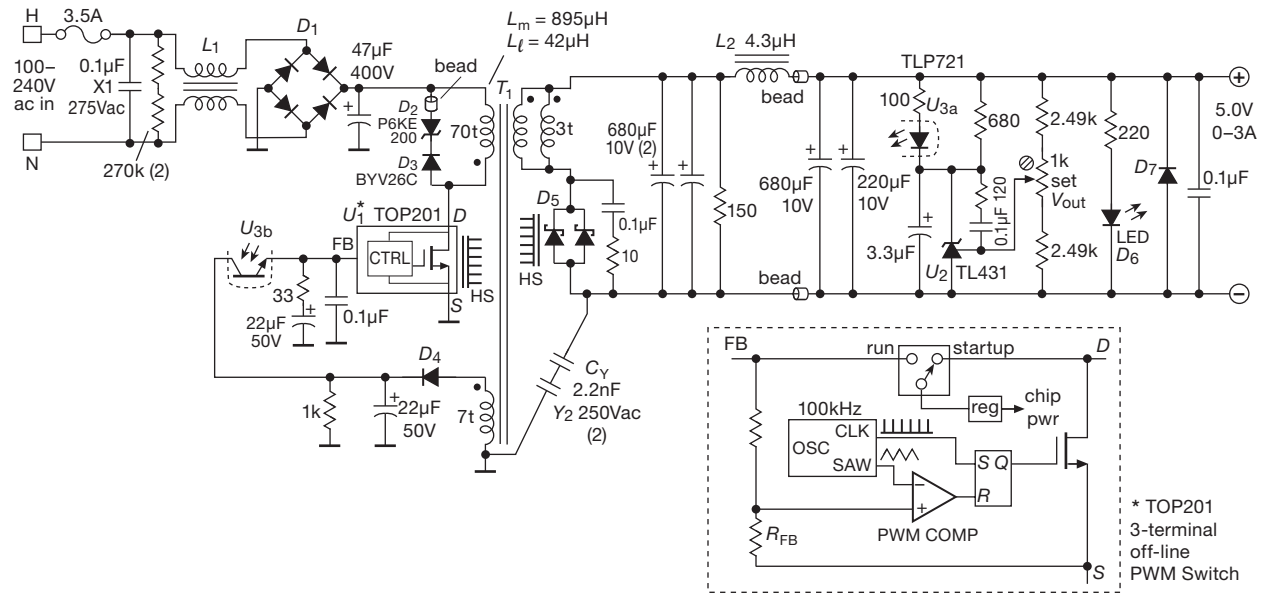 H
3.5A
100–
240V
ac in
N
0.1µF
X1
275Vac
270k (2)
L1
D1
47µF
400V
bead
Lm = 895µH
Lℓ = 42µH
D2
P6KE
200
D3
BYV26C
70t
T1
3t
U1* TOP201
D
FB
CTRL
S
HS
U3b
33
22µF
50V
0.1µF
D4
1k
22µF
50V
7t
HS
D5
0.1µF
10
CY
2.2nF
Y2 250Vac
(2)
680µF
10V (2)
150
L2 4.3µH
bead
bead
680µF
10V
220µF
10V
TLP721
100
U3a
680
3.3µF
120
0.1µF
U2
TL431
2.49k
1k
set
Vout
2.49k
220
LED
D6
D7
0.1µF
+
5.0V
0–3A
−
FB
run
startup
D
reg
chip
pwr
100kHz
CLK
OSC
SAW
S Q
R
−
+
PWM COMP
RFB
S
* TOP201
3-terminal
off-line
PWM Switch